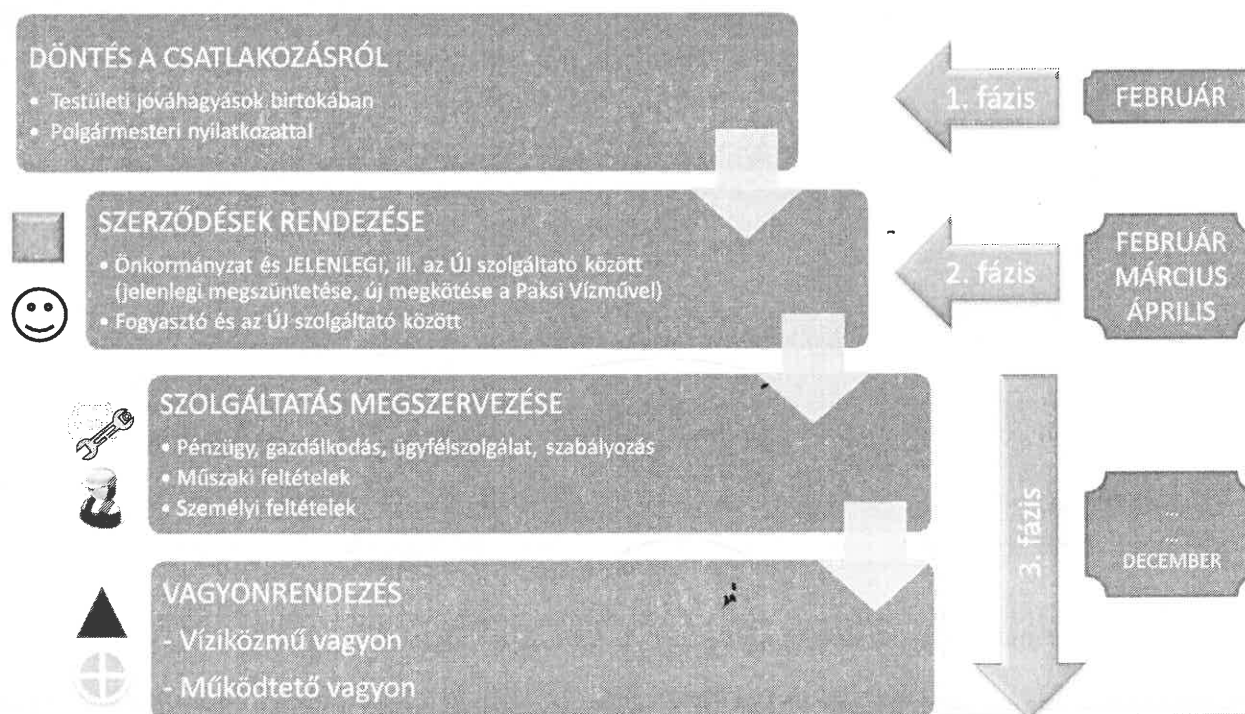 DÖNTÉS A CSATLAKOZÁSRÓL
• Testületi jóváhagyások birtokában
• Polgármesteri nyilatkozattal
1. fázis
FEBRUÁR
SZERZŐDÉSEK RENDEZÉSE
• Önkormányzat és JELENLEGI, ill. az ÚJ szolgáltató között
(jelenlegi megszüntetése, új megkötése a Paksi Vízművel)
• Fogyasztó és az ÚJ szolgáltató között
2. fázis
FEBRUÁR
MÁRCIUS
ÁPRILIS
SZOLGÁLTATÁS MEGSZERVEZÉSE
• Pénzügy, gazdálkodás, ügyfélszolgálat, szabályozás
• Műszaki feltételek
• Személyi feltételek
VAGYONRENDEZÉS
- Víziközmű vagyon
- Működtető vagyon
3. fázis
...
...
DECEMBER